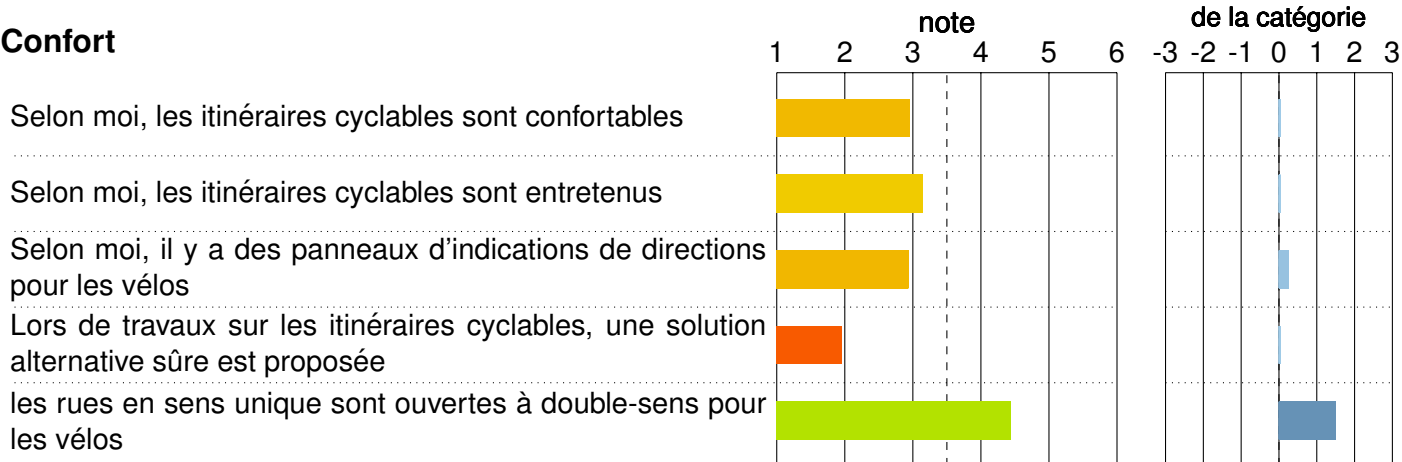 note
de la catégorie
Confort
1 2 3 4 5 6
-3 -2 -1 0 1 2 3
Selon moi, les itinéraires cyclables sont confortables
Selon moi, les itinéraires cyclables sont entretenus
Selon moi, il y a des panneaux d'indications de directions
pour les vélos
Lors de travaux sur les itinéraires cyclables, une solution
alternative sûre est proposée
les rues en sens unique sont ouvertes à double-sens pour
les vélos